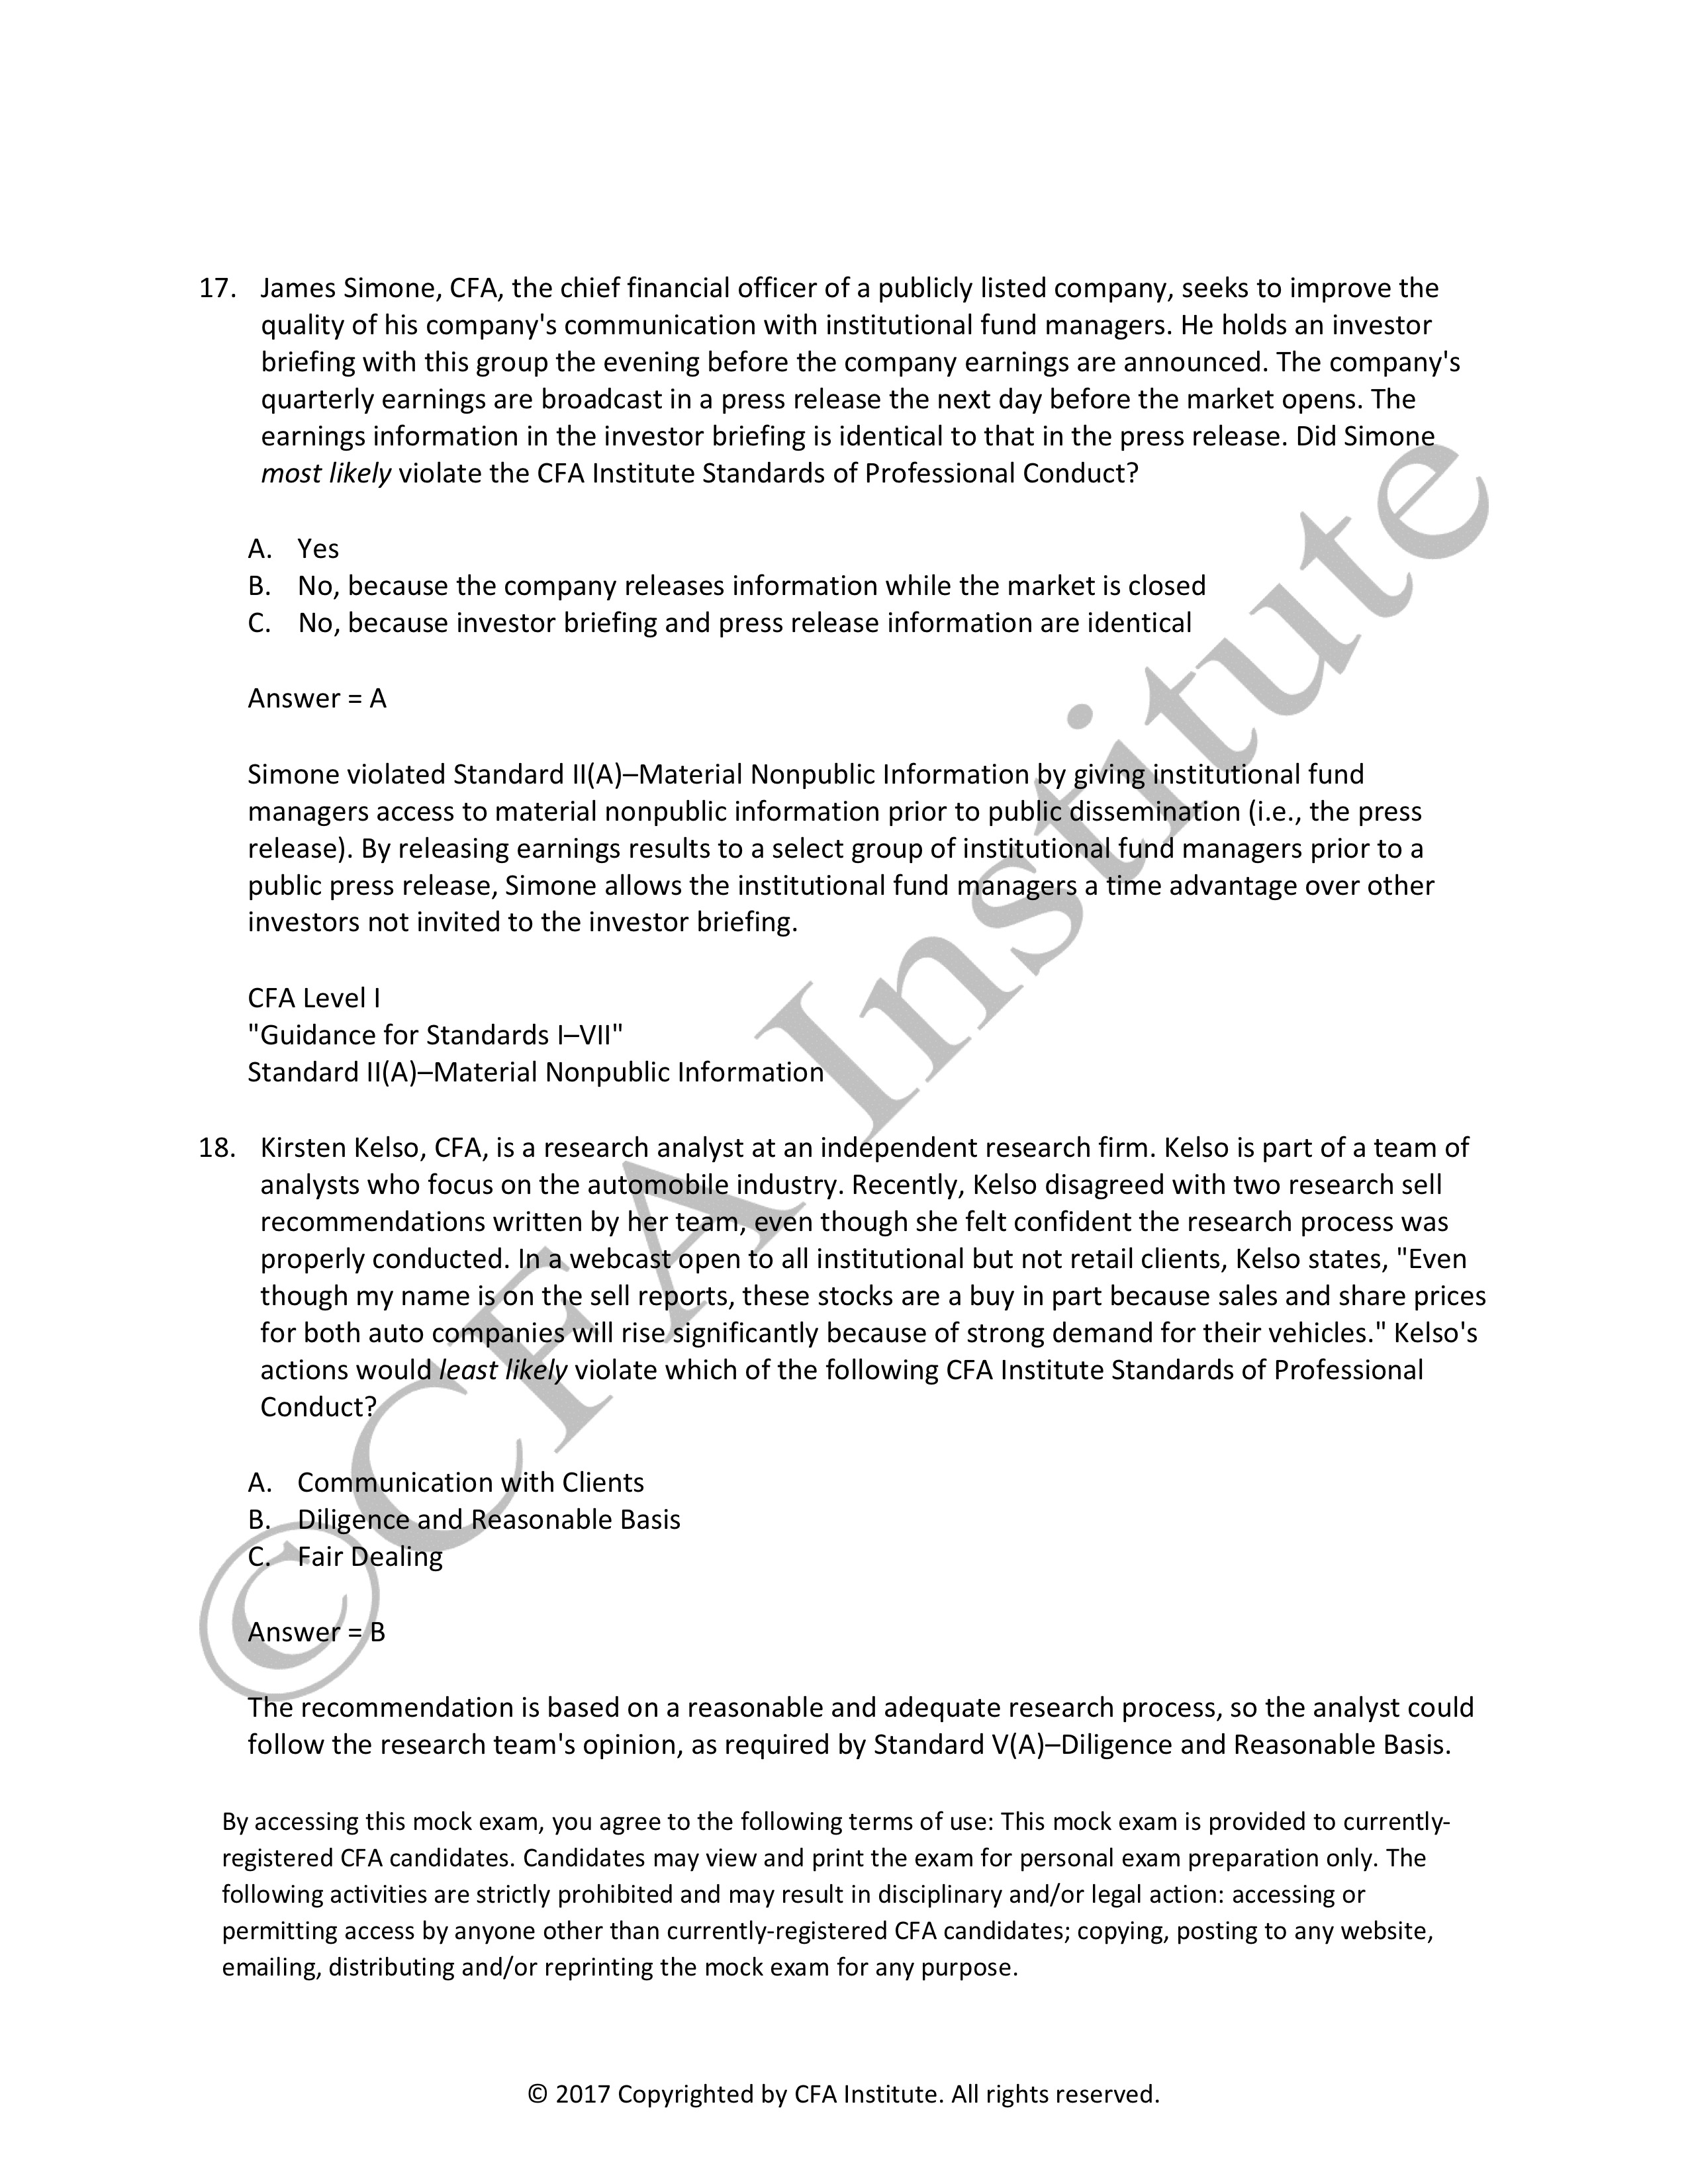 17. James Simone, CFA, the chief financial officer of a publicly listed company, seeks to improve the
quality of his company's communication with institutional fund managers. He holds an investor
briefing with this group the evening before the company earnings are announced. The company's
quarterly earnings are broadcast in a press release the next day before the market opens. The
earnings information in the investor briefing is identical to that in the press release. Did Simone
most likely violate the CFA Institute Standards of Professional Conduct?
A. Yes
B. No, because the company releases information while the market is closed
C. No, because investor briefing and press release information are identical
Answer = A
Simone violated Standard II(A)–Material Nonpublic Information by giving institutional fund
managers access to material nonpublic information prior to public dissemination (i.e., the press
release). By releasing earnings results to a select group of institutional fund managers prior to a
public press release, Simone allows the institutional fund managers a time advantage over other
investors not invited to the investor briefing.
CFA Level I
"Guidance for Standards I–VII"
Standard II(A)–Material Nonpublic Information
18. Kirsten Kelso, CFA, is a research analyst at an independent research firm. Kelso is part of a team of
analysts who focus on the automobile industry. Recently, Kelso disagreed with two research sell
recommendations written by her team, even though she felt confident the research process was
properly conducted. In a webcast open to all institutional but not retail clients, Kelso states, "Even
though my name is on the sell reports, these stocks are a buy in part because sales and share prices
for both auto companies will rise significantly because of strong demand for their vehicles." Kelso's
actions would least likely violate which of the following CFA Institute Standards of Professional
Conduct?
A. Communication with Clients
B. Diligence and Reasonable Basis
C. Fair Dealing
Answer = B
The recommendation is based on a reasonable and adequate research process, so the analyst could
follow the research team's opinion, as required by Standard V(A)–Diligence and Reasonable Basis.
By accessing this mock exam, you agree to the following terms of use: This mock exam is provided to currently-
registered CFA candidates. Candidates may view and print the exam for personal exam preparation only. The
following activities are strictly prohibited and may result in disciplinary and/or legal action: accessing or
permitting access by anyone other than currently-registered CFA candidates; copying, posting to any website,
emailing, distributing and/or reprinting the mock exam for any purpose.
© 2017 Copyrighted by CFA Institute. All rights reserved.
© CFA Institute